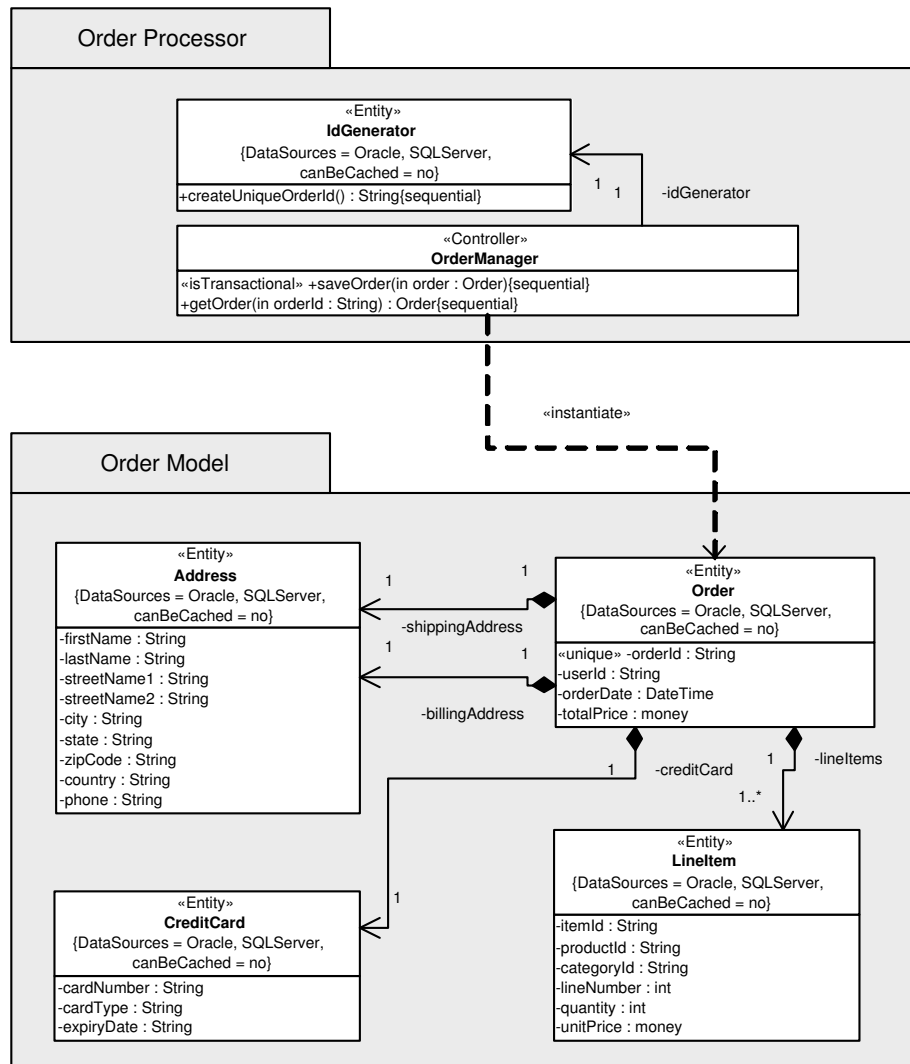 Order Processor
«Entity»
IdGenerator
{DataSources = Oracle, SQLServer,
canBeCached = no}
+createUniqueOrderId() : String{sequential}
1
1
-idGenerator
«Controller»
OrderManager
«isTransactional» +saveOrder(in order : Order){sequential}
+getOrder(in orderId : String) : Order{sequential}
«instantiate»
Order Model
«Entity»
Address
{DataSources = Oracle, SQLServer,
canBeCached = no}
-firstName : String
-lastName : String
-streetName1 : String
-streetName2 : String
-city : String
-state : String
-zipCode : String
-country : String
-phone : String
1
1
-shippingAddress
1
1
-billingAddress
«Entity»
Order
{DataSources = Oracle, SQLServer,
canBeCached = no}
«unique» -orderId : String
-userId : String
-orderDate : DateTime
-totalPrice : money
1
-creditCard
1
1
-lineItems
1..*
«Entity»
CreditCard
{DataSources = Oracle, SQLServer,
canBeCached = no}
-cardNumber : String
-cardType : String
-expiryDate : String
«Entity»
LineItem
{DataSources = Oracle, SQLServer,
canBeCached = no}
-itemId : String
-productId : String
-categoryId : String
-lineNumber : int
-quantity : int
-unitPrice : money